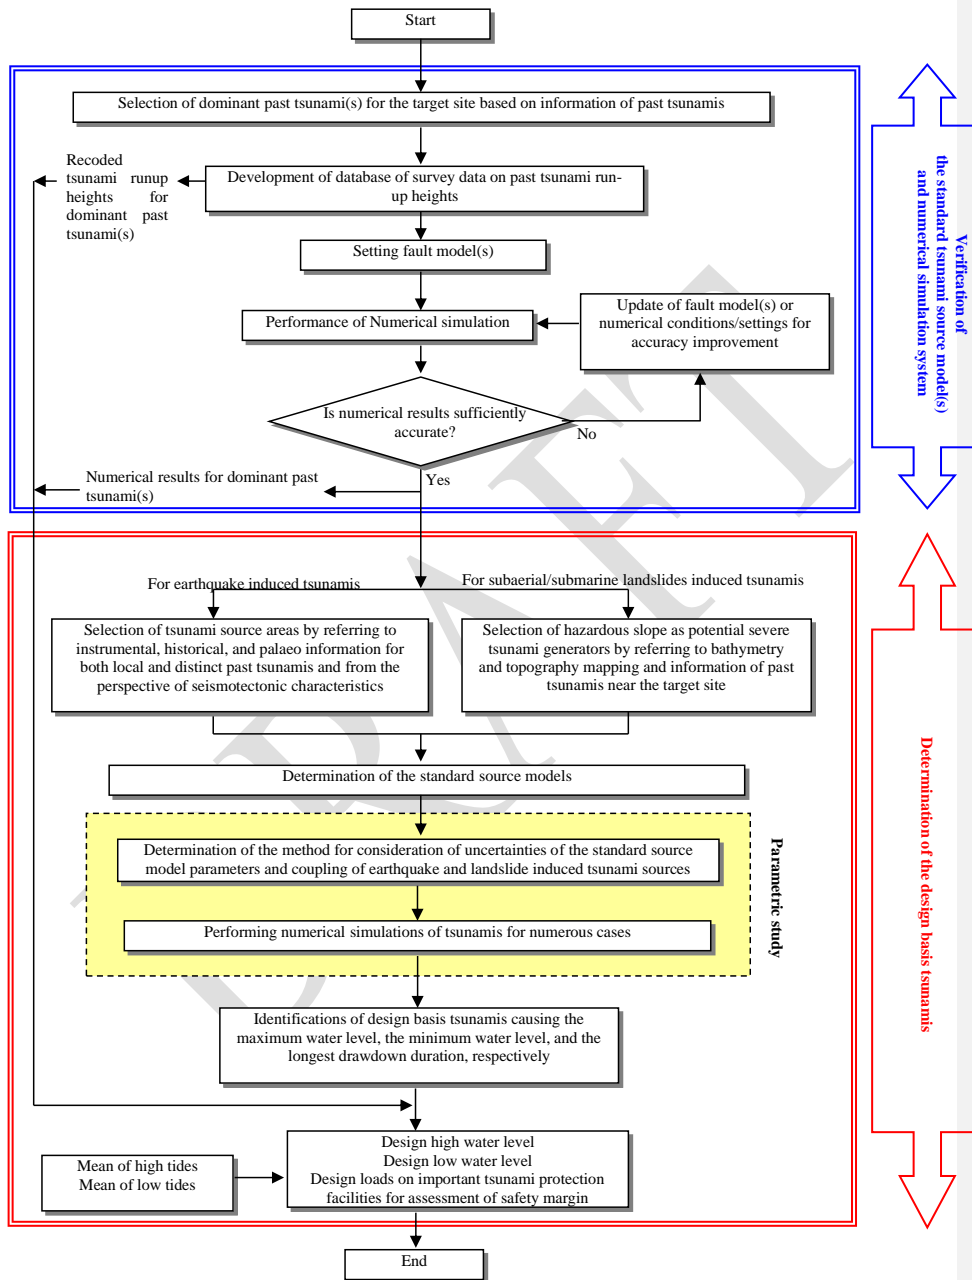 Start
Selection of dominant past tsunami(s) for the target site based on information of past tsunamis
Recoded
tsunami runup
heights for
dominant past
tsunami(s)
Development of database of survey data on past tsunami run-
up heights
Setting fault model(s)
Performance of Numerical simulation
Update of fault model(s) or
numerical conditions/settings for
accuracy improvement
Is numerical results sufficiently
accurate?
No
Yes
Numerical results for dominant past
tsunami(s)
Verification of
the standard tsunami source model(s)
and numerical simulation system
For earthquake induced tsunamis
For subaerial/submarine landslides induced tsunamis
Selection of tsunami source areas by referring to
instrumental, historical, and palaeo information for
both local and distinct past tsunamis and from the
perspective of seismotectonic characteristics
Selection of hazardous slope as potential severe
tsunami generators by referring to bathymetry
and topography mapping and information of past
tsunamis near the target site
Determination of the standard source models
Determination of the method for consideration of uncertainties of the standard source
model parameters and coupling of earthquake and landslide induced tsunami sources
Performing numerical simulations of tsunamis for numerous cases
Parametric study
Identifications of design basis tsunamis causing the
maximum water level, the minimum water level, and the
longest drawdown duration, respectively
Mean of high tides
Mean of low tides
Design high water level
Design low water level
Design loads on important tsunami protection
facilities for assessment of safety margin
Determination of the design basis tsunamis
End
DRAFT